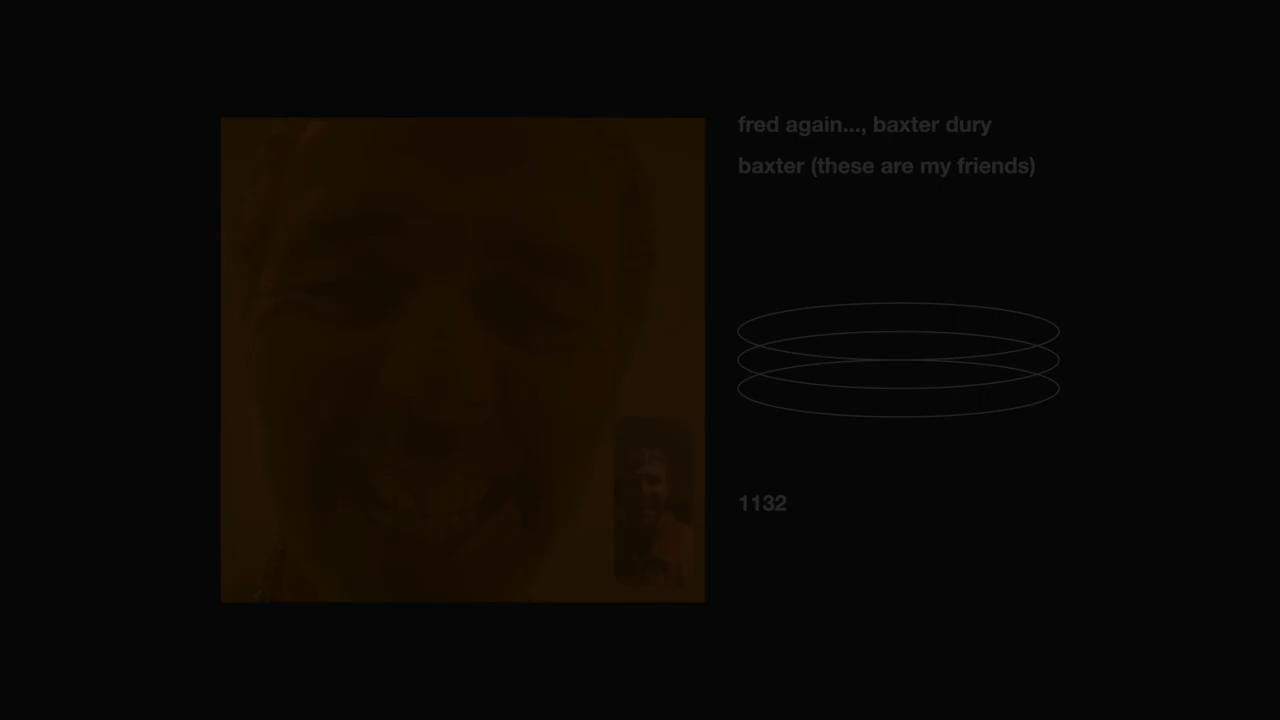 fred again..., baxter dury
baxter (these are my friends)
1132